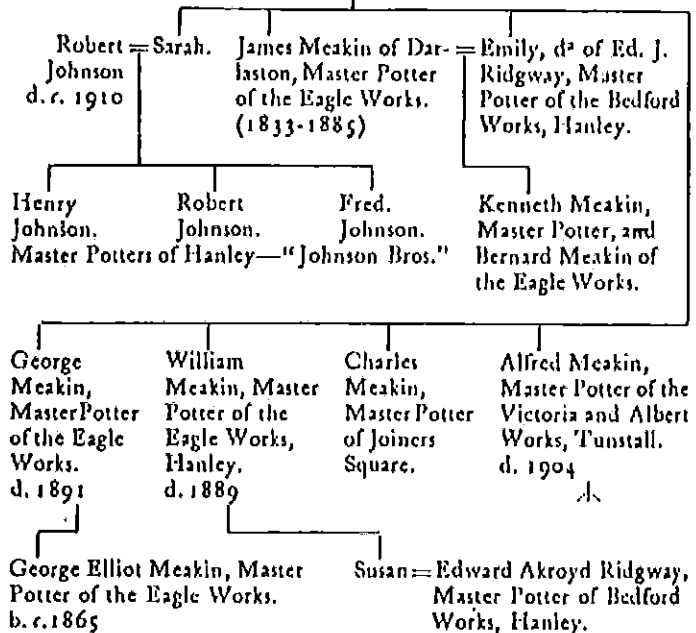 Robert = Sarah.
Johnson
d. c. 1910
James Meakin of Dar-
laston, Master Potter
of the Eagle Works.
(1833-1885)
= Emily, dª of Ed. J.
Ridgway, Master
Potter of the Bedford
Works, Hanley.
Henry
Johnson.
Robert
Johnson.
Fred.
Johnson.
Master Potters of Hanley—"Johnson Bros."
Kenneth Meakin,
Master Potter, and
Bernard Meakin of
the Eagle Works.
George
Meakin,
Master Potter
of the Eagle
Works.
d. 1891
William
Meakin, Master
Potter of the
Eagle Works,
Hanley.
d. 1889
Charles
Meakin,
Master Potter
of Joiners
Square.
Alfred Meakin,
Master Potter of the
Victoria and Albert
Works, Tunstall.
d. 1904
George Elliot Meakin, Master
Potter of the Eagle Works.
b. c. 1865
Susan = Edward Akroyd Ridgway,
Master Potter of Bedford
Works, Hanley.